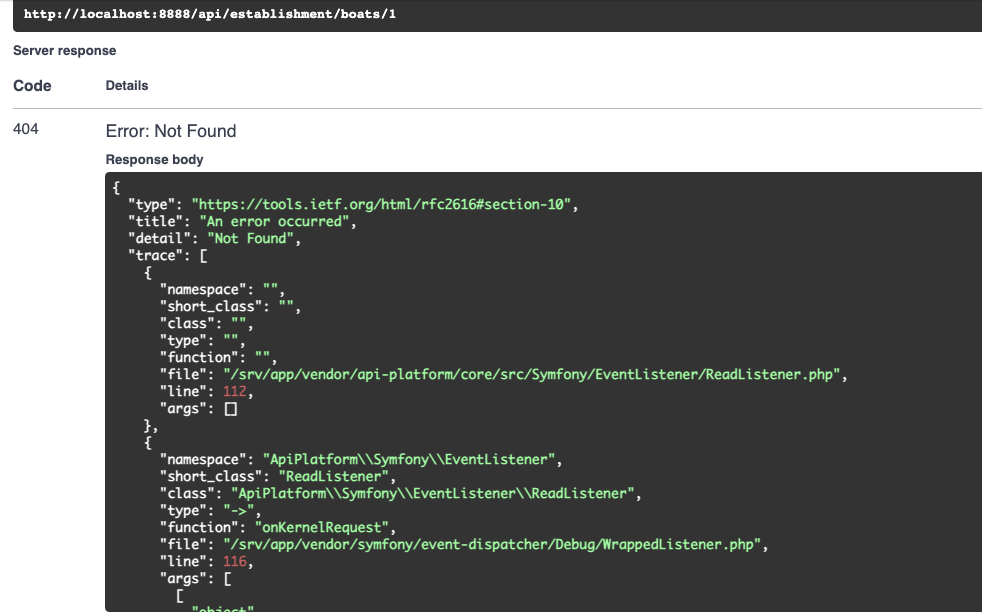 http://localhost:8888/api/establishment/boats/1
Server response
Code Details
404 Error: Not Found
Response body
{
  "type": "https://tools.ietf.org/html/rfc2616#section-10",
  "title": "An error occurred",
  "detail": "Not Found",
  "trace": [
    {
      "namespace": "",
      "short_class": "",
      "class": "",
      "type": "",
      "function": "",
      "file": "/srv/app/vendor/api-platform/core/src/Symfony/EventListener/ReadListener.php",
      "line": 112,
      "args": []
    },
    {
      "namespace": "ApiPlatform\\Symfony\\EventListener",
      "short_class": "ReadListener",
      "class": "ApiPlatform\\Symfony\\EventListener\\ReadListener",
      "type": "->",
      "function": "onKernelRequest",
      "file": "/srv/app/vendor/symfony/event-dispatcher/Debug/WrappedListener.php",
      "line": 116,
      "args": [
        [
          "object"